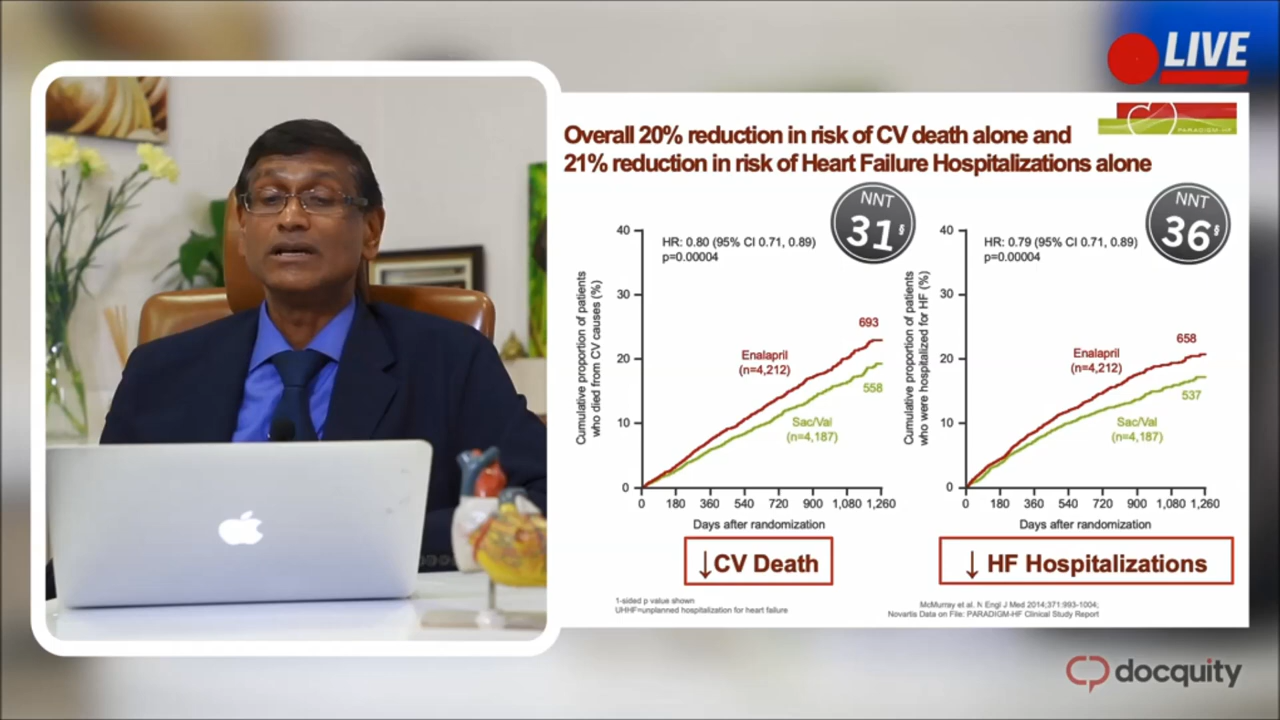 LIVE
PARADIGM-HF
Overall 20% reduction in risk of CV death alone and
21% reduction in risk of Heart Failure Hospitalizations alone
NNT
31§
HR: 0.80 (95% CI 0.71, 0.89)
p=0.00004
Cumulative proportion of patients
who died from CV causes (%)
40
30
20
10
0
693
Enalapril
(n=4,212)
558
Sac/Val
(n=4,187)
0 180 360 540 720 900 1,080 1,260
Days after randomization
↓CV Death
NNT
36§
HR: 0.79 (95% CI 0.71, 0.89)
p=0.00004
Cumulative proportion of patients
who were hospitalized for HF (%)
40
30
20
10
0
658
Enalapril
(n=4,212)
537
Sac/Val
(n=4,187)
0 180 360 540 720 900 1,080 1,260
Days after randomization
↓ HF Hospitalizations
1-sided p value shown
UHHF=unplanned hospitalization for heart failure
McMurray et al. N Engl J Med 2014;371:993-1004;
Novartis Data on File: PARADIGM-HF Clinical Study Report
docquity